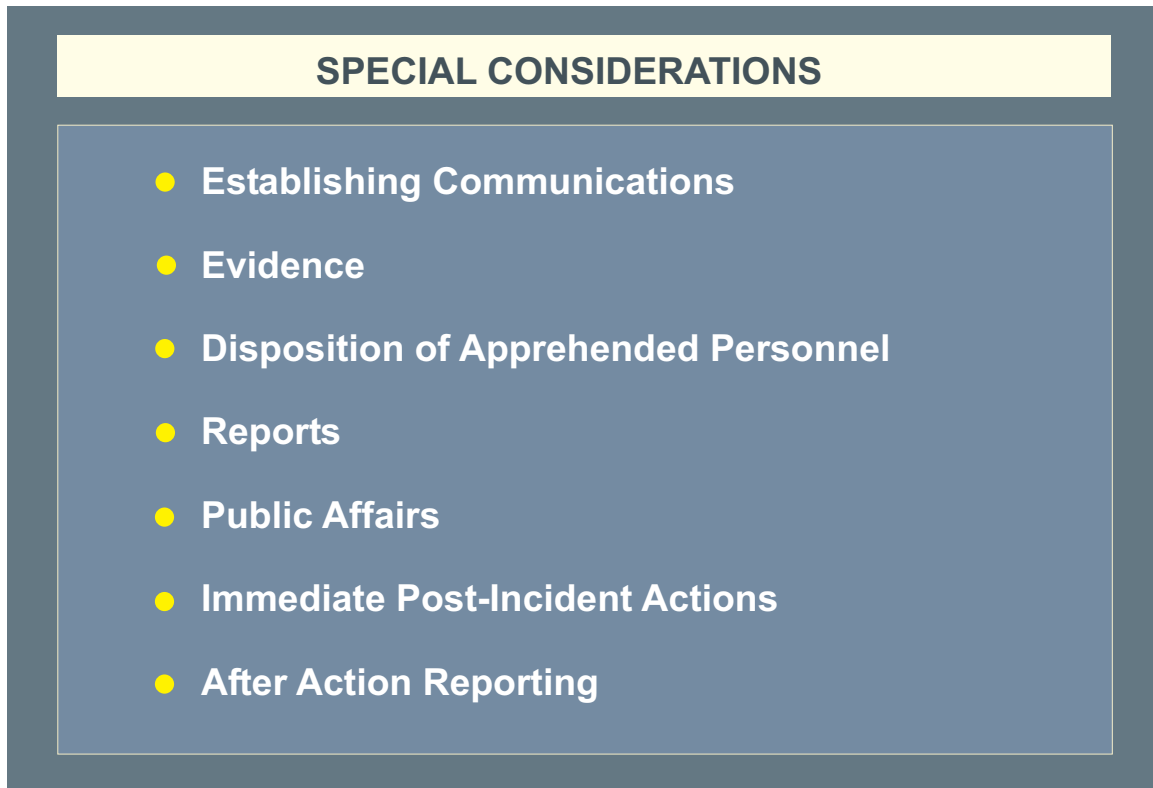 SPECIAL CONSIDERATIONS
Establishing Communications
Evidence
Disposition of Apprehended Personnel
Reports
Public Affairs
Immediate Post-Incident Actions
After Action Reporting